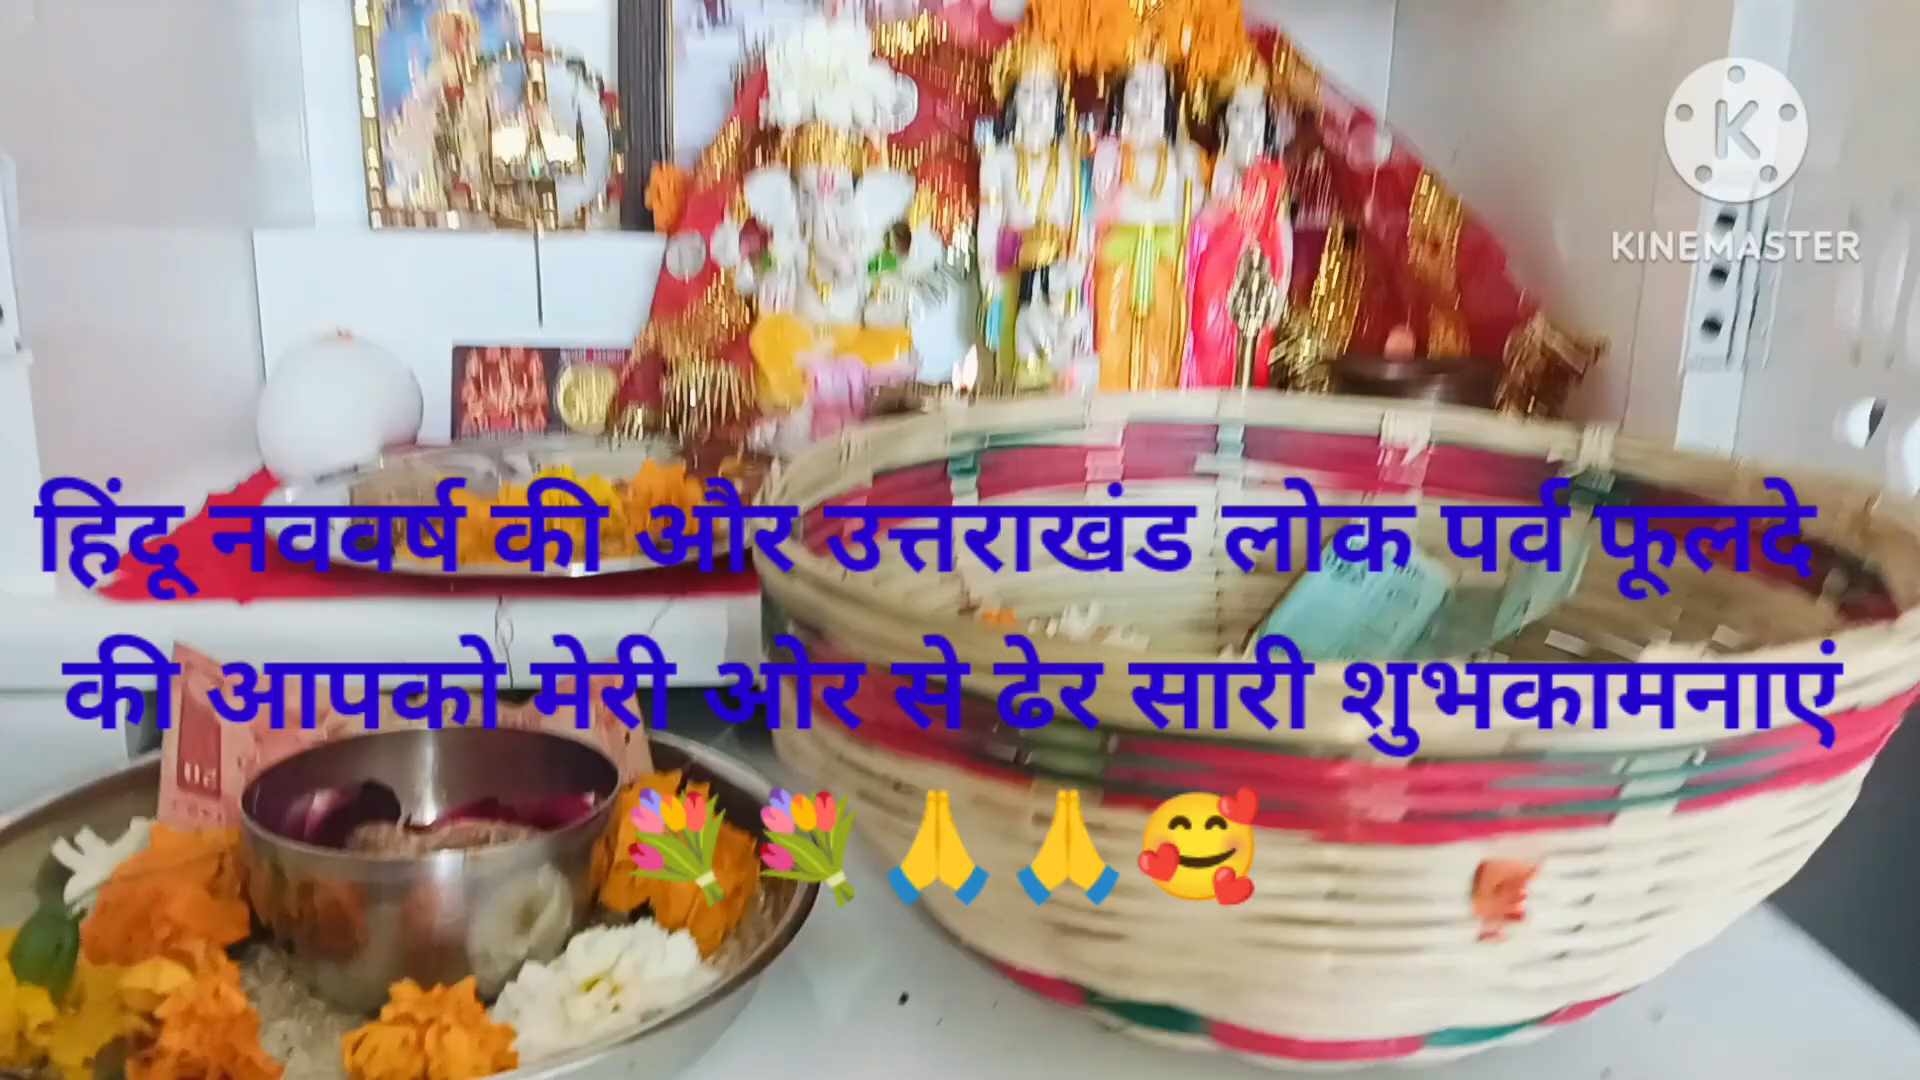 KINEMASTER
हिंदू नववर्ष की और उत्तराखंड लोक पर्व फूलदे
की आपको मेरी ओर से ढेर सारी शुभकामनाएं
💐💐🙏🙏🥰